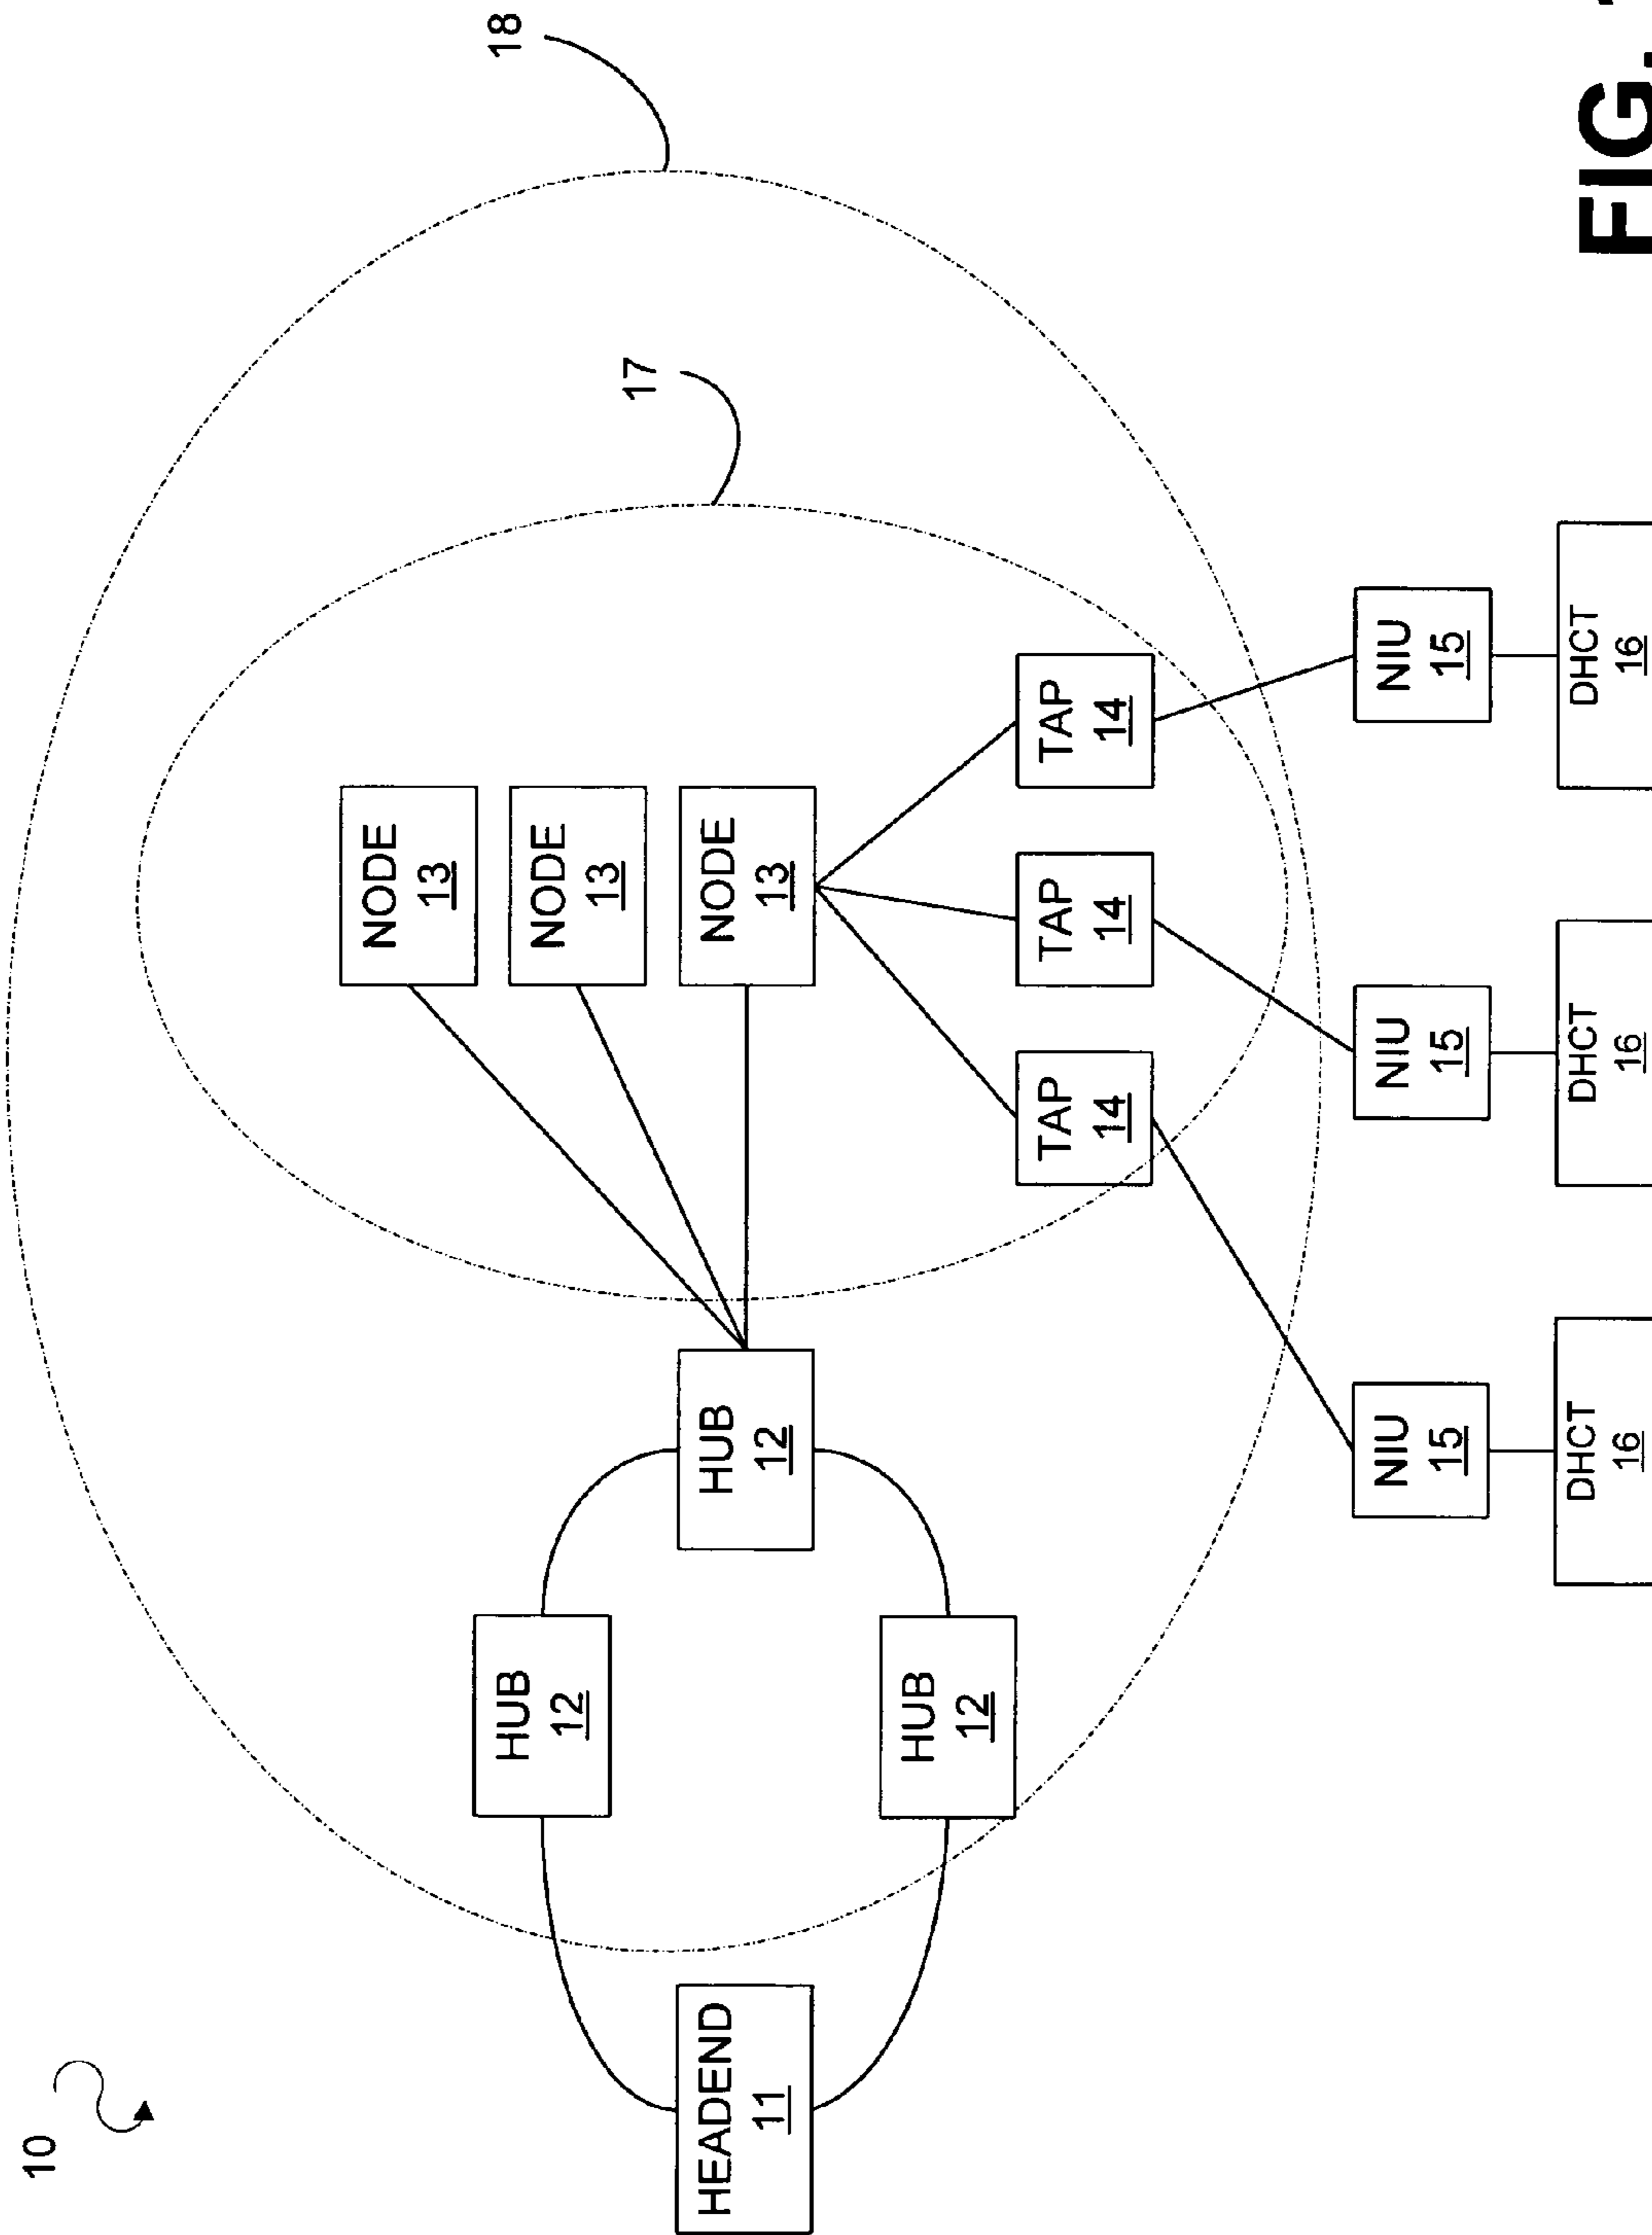 10
NODE
13
18
HUB
12
NODE
13
17
HEADEND
11
HUB
12
NODE
13
HUB
12
TAP
14
TAP
14
TAP
14
NIU
15
NIU
15
NIU
15
DHCT
16
DHCT
16
DHCT
16
FIG.